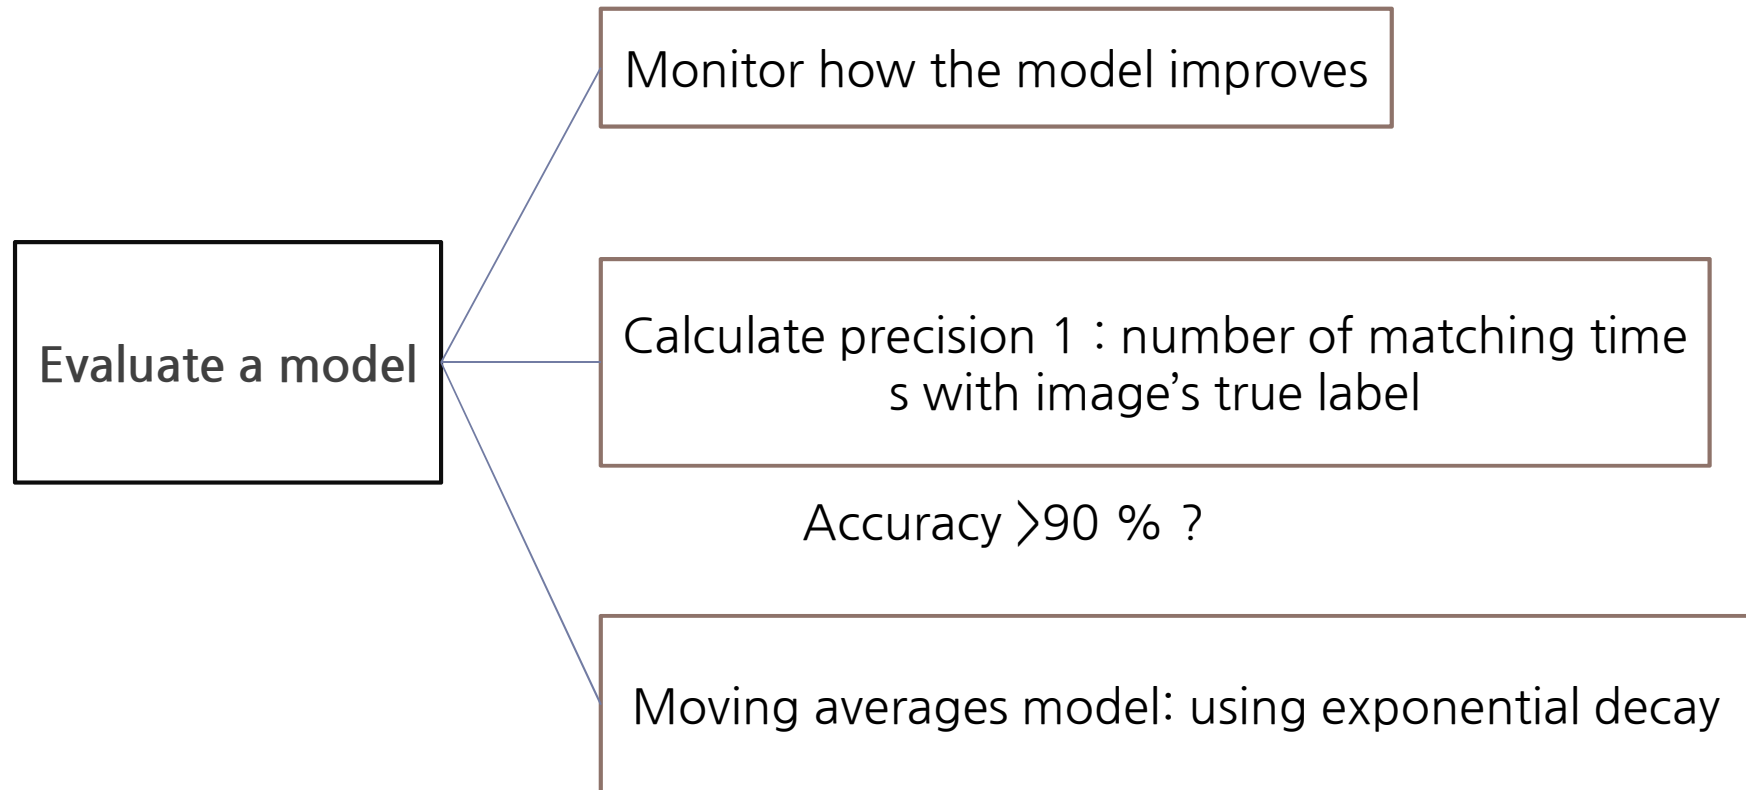 Monitor how the model improves
Evaluate a model
Calculate precision 1 : number of matching time
s with image’s true label
Accuracy >90 % ?
Moving averages model: using exponential decay